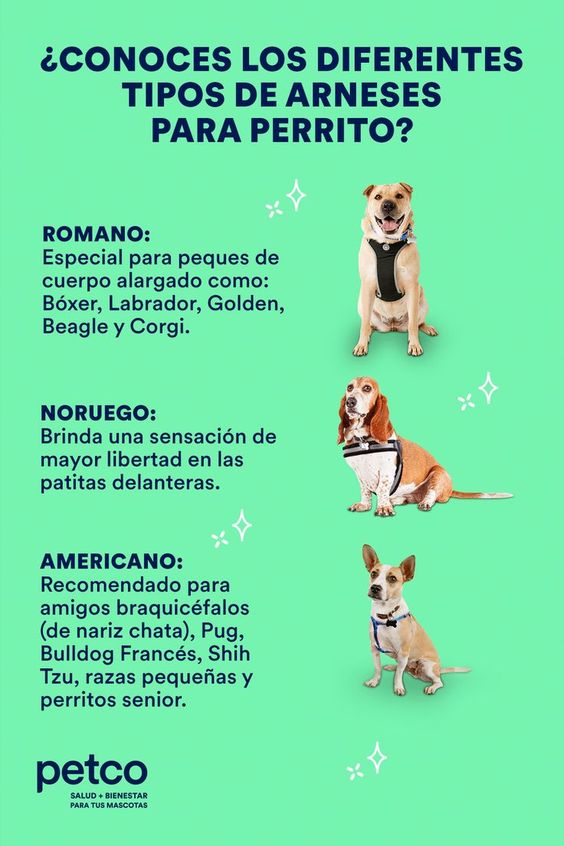 ¿CONOCES LOS DIFERENTES
TIPOS DE ARNESES
PARA PERRITO?
ROMANO:
Especial para peques de
cuerpo alargado como:
Bóxer, Labrador, Golden,
Beagle y Corgi.
NORUEGO:
Brinda una sensación de
mayor libertad en las
patitas delanteras.
AMERICANO:
Recomendado para
amigos braquicéfalos
(de nariz chata), Pug,
Bulldog Francés, Shih
Tzu, razas pequeñas y
perritos senior.
petco
SALUD + BIENESTAR
PARA TUS MASCOTAS